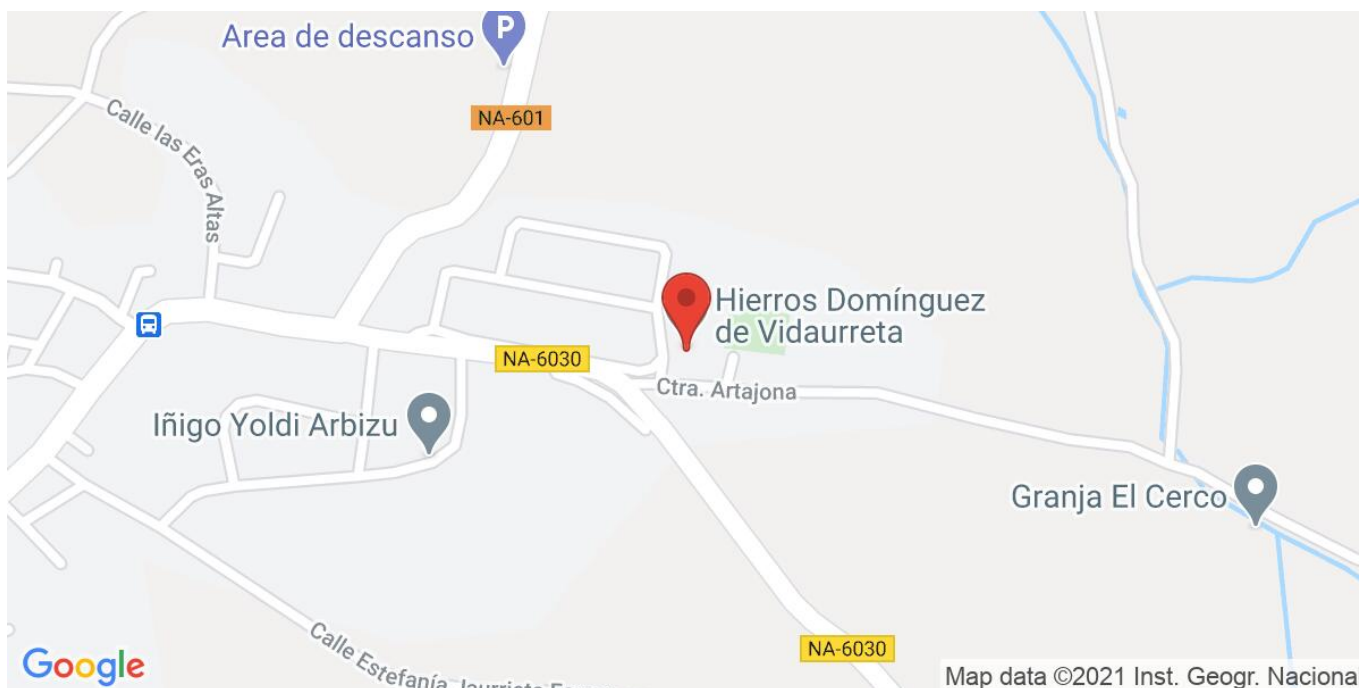 Area de descanso
P
NA-601
Calle las Eras Altas
Hierros Domínguez
de Vidaurreta
NA-6030
Ctra. Artajona
Iñigo Yoldi Arbizu
Granja El Cerco
Calle Estefanía Jaurrieta
NA-6030
Google
Map data ©2021 Inst. Geogr. Naciona